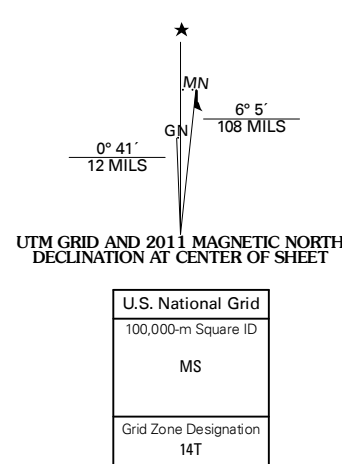 MN
GN
6° 5´
108 MILS
0° 41´
12 MILS
UTM GRID AND 2011 MAGNETIC NORTH
DECLINATION AT CENTER OF SHEET
U.S. National Grid
100,000-m Square ID
MS
Grid Zone Designation
14T